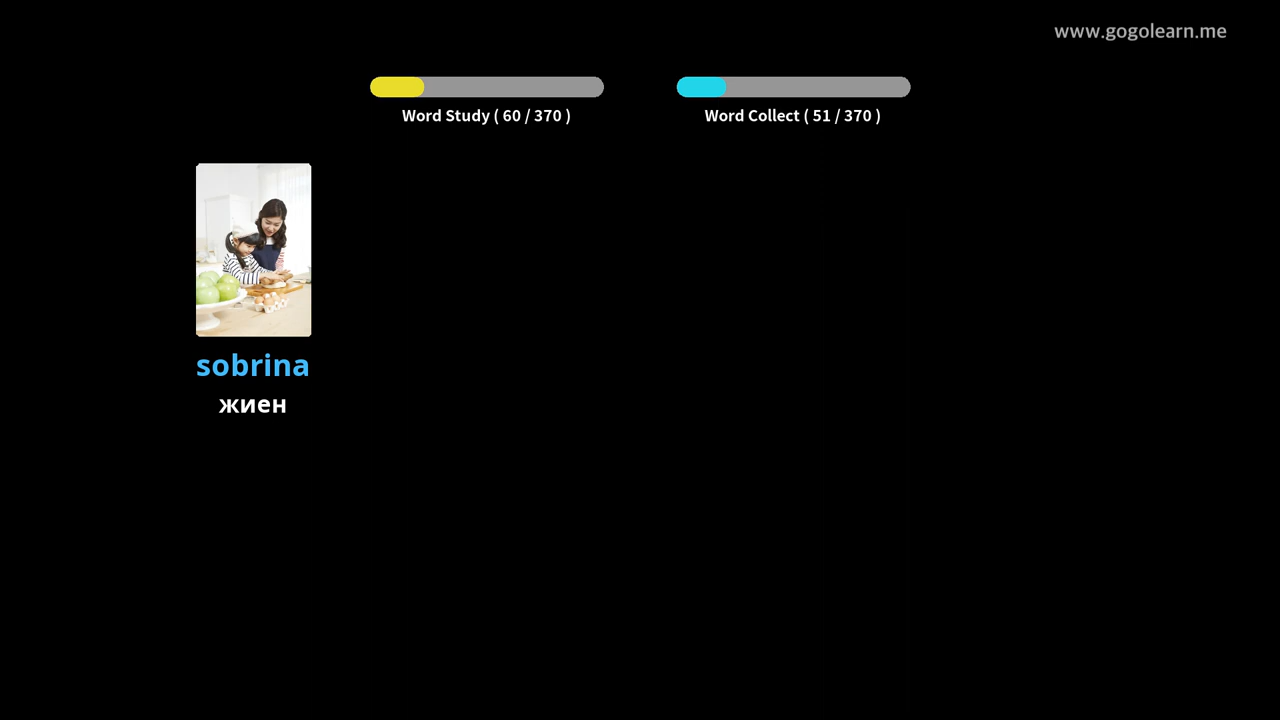 www.gogolearn.me
Word Study ( 60 / 370 )
Word Collect ( 51 / 370 )
sobrina
жиен